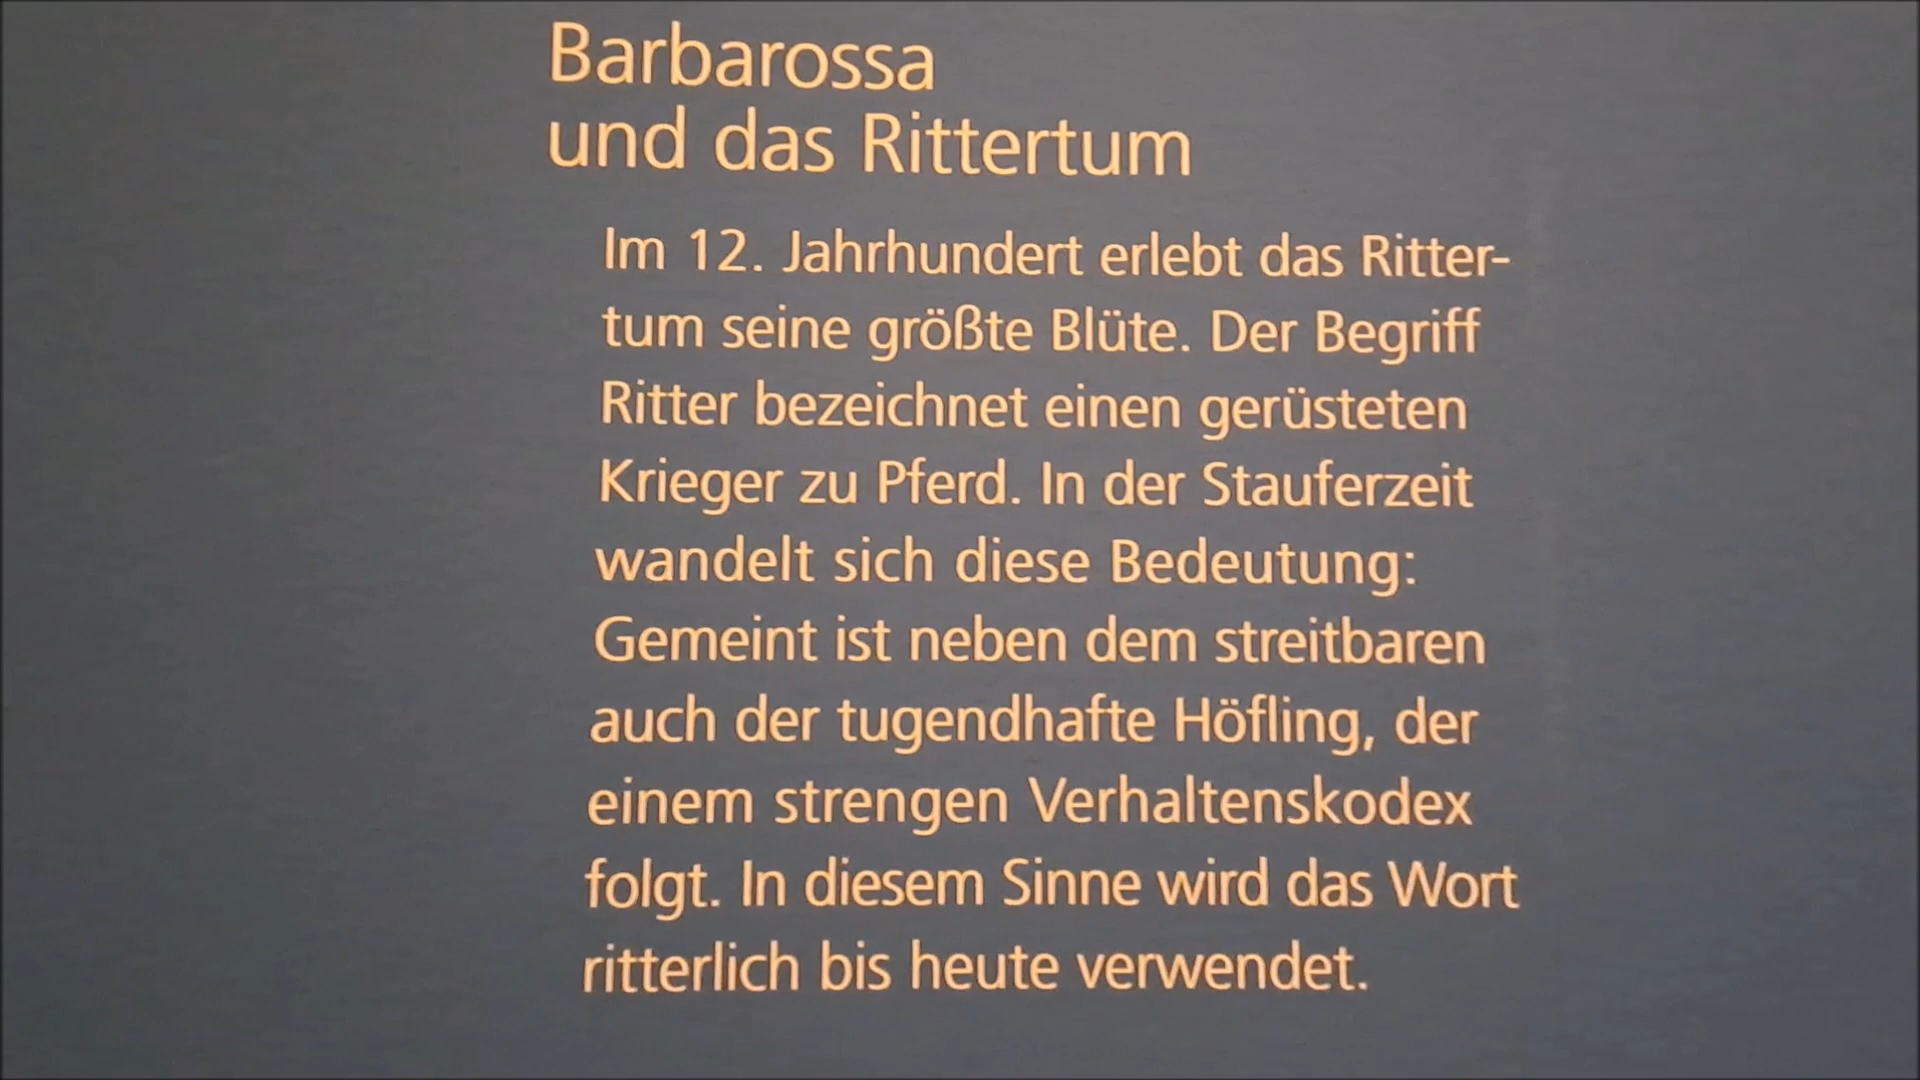 Barbarossa
und das Rittertum
Im 12. Jahrhundert erlebt das Ritter-
tum seine größte Blüte. Der Begriff
Ritter bezeichnet einen gerüsteten
Krieger zu Pferd. In der Stauferzeit
wandelt sich diese Bedeutung:
Gemeint ist neben dem streitbaren
auch der tugendhafte Höfling, der
einem strengen Verhaltenskodex
folgt. In diesem Sinne wird das Wort
ritterlich bis heute verwendet.